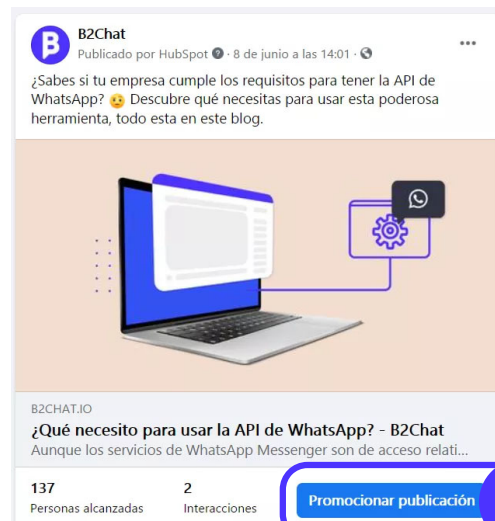 B2Chat
Publicado por HubSpot · 8 de junio a las 14:01 ·
¿Sabes si tu empresa cumple los requisitos para tener la API de
WhatsApp? 🤨 Descubre qué necesitas para usar esta poderosa
herramienta, todo esta en este blog.
B2CHAT.IO
¿Qué necesito para usar la API de WhatsApp? - B2Chat
Aunque los servicios de WhatsApp Messenger son de acceso relati...
137
Personas alcanzadas
2
Interacciones
Promocionar publicación